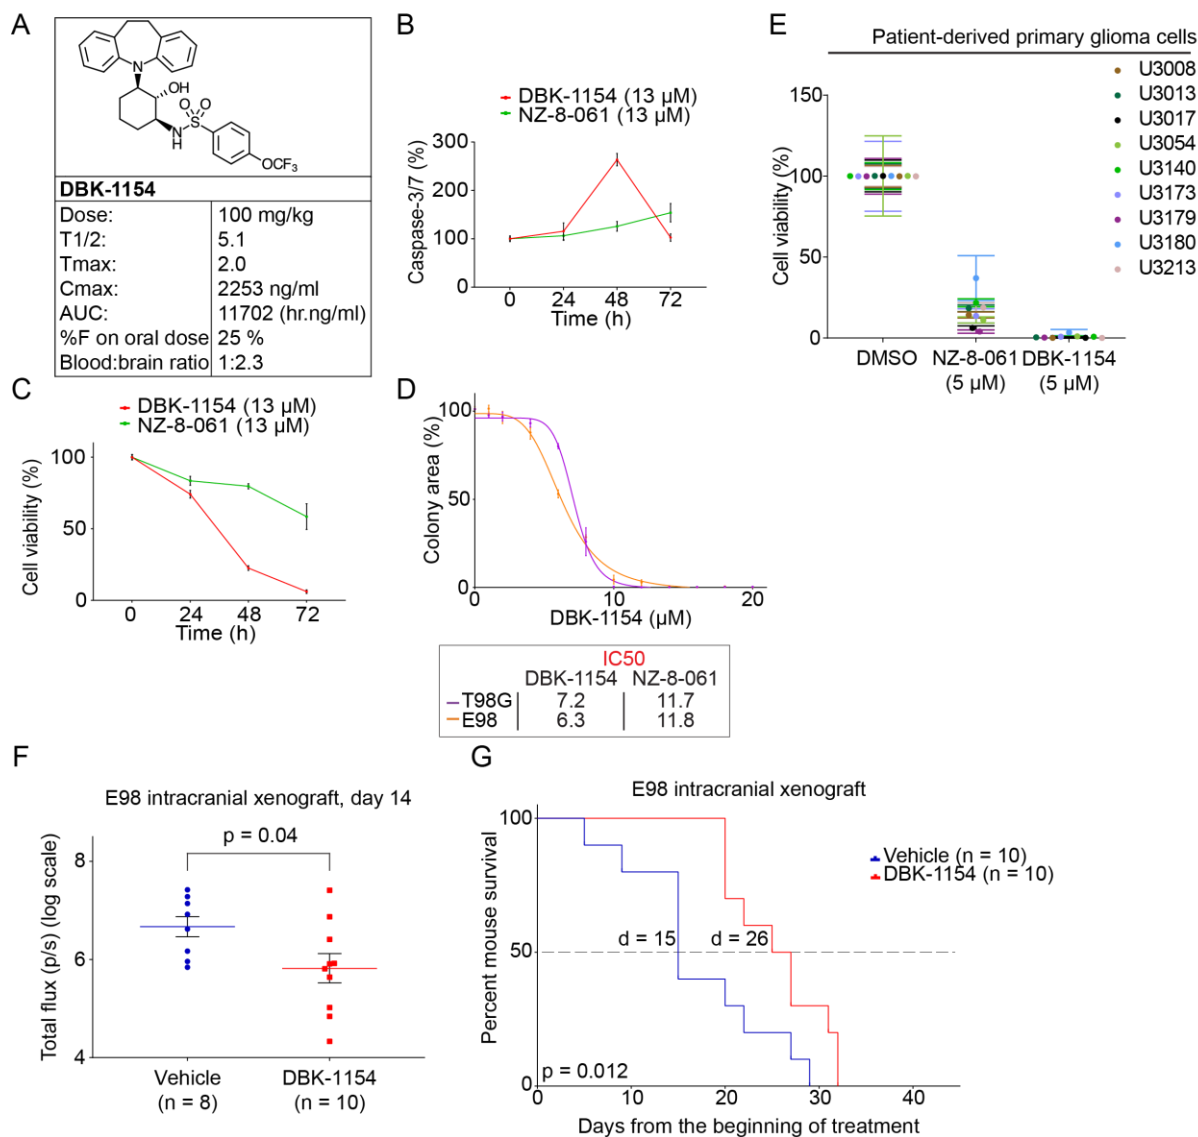 A
N
OH
O
O
S
N
H
OCF3
DBK-1154
Dose: 100 mg/kg
T1/2: 5.1
Tmax: 2.0
Cmax: 2253 ng/ml
AUC: 11702 (hr.ng/ml)
%F on oral dose 25 %
Blood:brain ratio 1:2.3
B
DBK-1154 (13 µM)
NZ-8-061 (13 µM)
Caspase-3/7 (%)
300
200
100
0
0 24 48 72
Time (h)
E
Patient-derived primary glioma cells
U3008
U3013
U3017
U3054
U3140
U3173
U3179
U3180
U3213
Cell viability (%)
150
100
50
0
DMSO NZ-8-061 DBK-1154
(5 µM) (5 µM)
C
DBK-1154 (13 µM)
NZ-8-061 (13 µM)
Cell viability (%)
100
50
0
0 24 48 72
Time (h)
D
Colony area (%)
100
50
0
0 10 20
DBK-1154 (µM)
IC50
DBK-1154 NZ-8-061
T98G 7.2 11.7
E98 6.3 11.8
F
E98 intracranial xenograft, day 14
p = 0.04
Total flux (p/s) (log scale)
8
6
4
Vehicle DBK-1154
(n = 8) (n = 10)
G
E98 intracranial xenograft
Vehicle (n = 10)
DBK-1154 (n = 10)
Percent mouse survival
100
50
0
d = 15 d = 26
p = 0.012
0 10 20 30 40
Days from the beginning of treatment